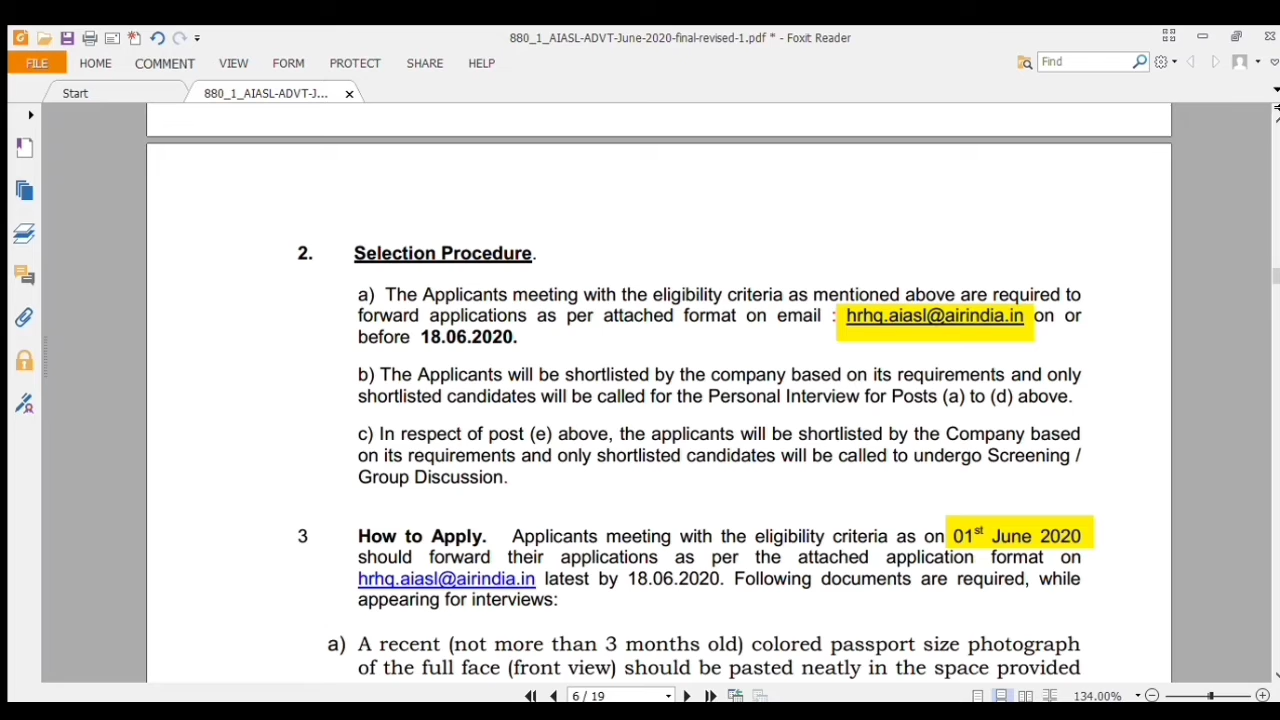 880_1_AIASL-ADVT-June-2020-final-revised-1.pdf * - Foxit Reader
FILE HOME COMMENT VIEW FORM PROTECT SHARE HELP Find
Start 880_1_AIASL-ADVT-J...
2. Selection Procedure.
a) The Applicants meeting with the eligibility criteria as mentioned above are required to
forward applications as per attached format on email : hrhq.aiasl@airindia.in on or
before 18.06.2020.
b) The Applicants will be shortlisted by the company based on its requirements and only
shortlisted candidates will be called for the Personal Interview for Posts (a) to (d) above.
c) In respect of post (e) above, the applicants will be shortlisted by the Company based
on its requirements and only shortlisted candidates will be called to undergo Screening /
Group Discussion.
3 How to Apply. Applicants meeting with the eligibility criteria as on 01st June 2020
should forward their applications as per the attached application format on
hrhq.aiasl@airindia.in latest by 18.06.2020. Following documents are required, while
appearing for interviews:
a) A recent (not more than 3 months old) colored passport size photograph
of the full face (front view) should be pasted neatly in the space provided
6 / 19 134.00%